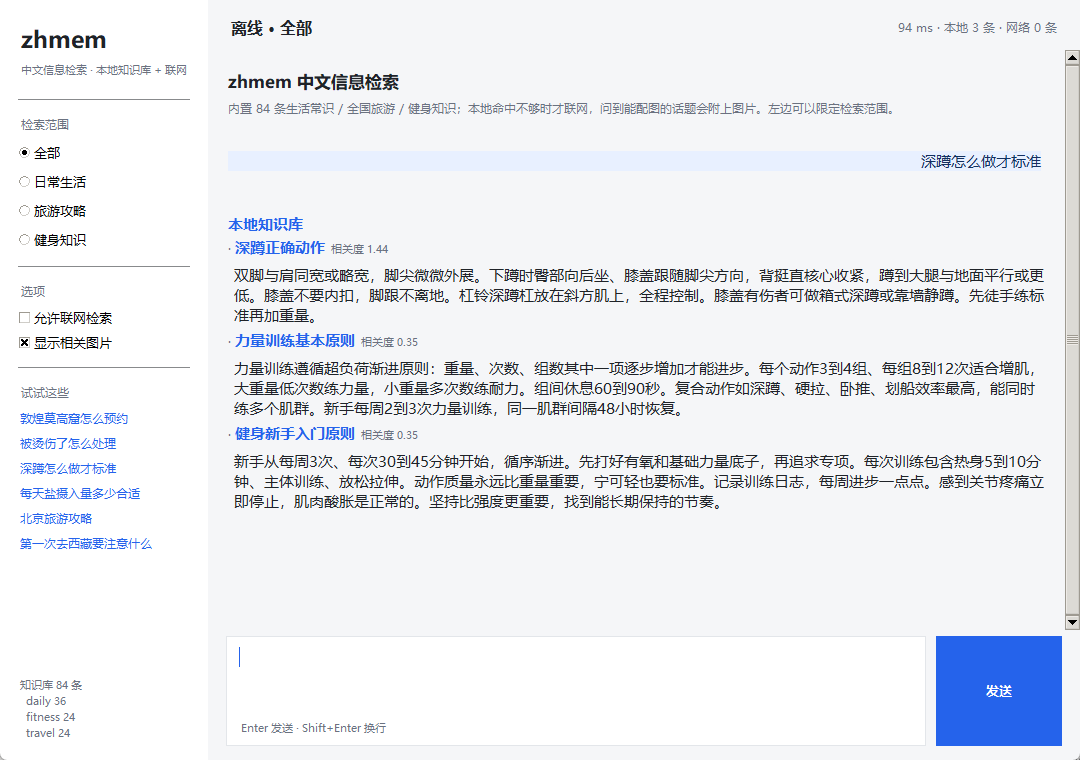 zhmem
中文信息检索 · 本地知识库 + 联网
检索范围
全部
日常生活
旅游攻略
健身知识
选项
允许联网检索
显示相关图片
试试这些
敦煌莫高窟怎么预约
被烫伤了怎么处理
深蹲怎么做才标准
每天盐摄入量多少合适
北京旅游攻略
第一次去西藏要注意什么
知识库 84 条
daily 36
fitness 24
travel 24
离线 • 全部
94 ms · 本地 3 条 · 网络 0 条
zhmem 中文信息检索
内置 84 条生活常识 / 全国旅游 / 健身知识；本地命中不够时才联网，问到能配图的话题会附上图片。左边可以限定检索范围。
深蹲怎么做才标准
本地知识库
· 深蹲正确动作 相关度 1.44
双脚与肩同宽或略宽，脚尖微微外展。下蹲时臀部向后坐、膝盖跟随脚尖方向，背挺直核心收紧，蹲到大腿与地面平行或更
低。膝盖不要内扣，脚跟不离地。杠铃深蹲杠放在斜方肌上，全程控制。膝盖有伤者可做箱式深蹲或靠墙静蹲。先徒手练标
准再加重量。
· 力量训练基本原则 相关度 0.35
力量训练遵循超负荷渐进原则：重量、次数、组数其中一项逐步增加才能进步。每个动作3到4组、每组8到12次适合增肌，
大重量低次数练力量，小重量多次数练耐力。组间休息60到90秒。复合动作如深蹲、硬拉、卧推、划船效率最高，能同时
练多个肌群。新手每周2到3次力量训练，同一肌群间隔48小时恢复。
· 健身新手入门原则 相关度 0.35
新手从每周3次、每次30到45分钟开始，循序渐进。先打好有氧和基础力量底子，再追求专项。每次训练包含热身5到10分
钟、主体训练、放松拉伸。动作质量永远比重量重要，宁可轻也要标准。记录训练日志，每周进步一点点。感到关节疼痛立
即停止，肌肉酸胀是正常的。坚持比强度更重要，找到能长期保持的节奏。
Enter 发送 · Shift+Enter 换行
发送